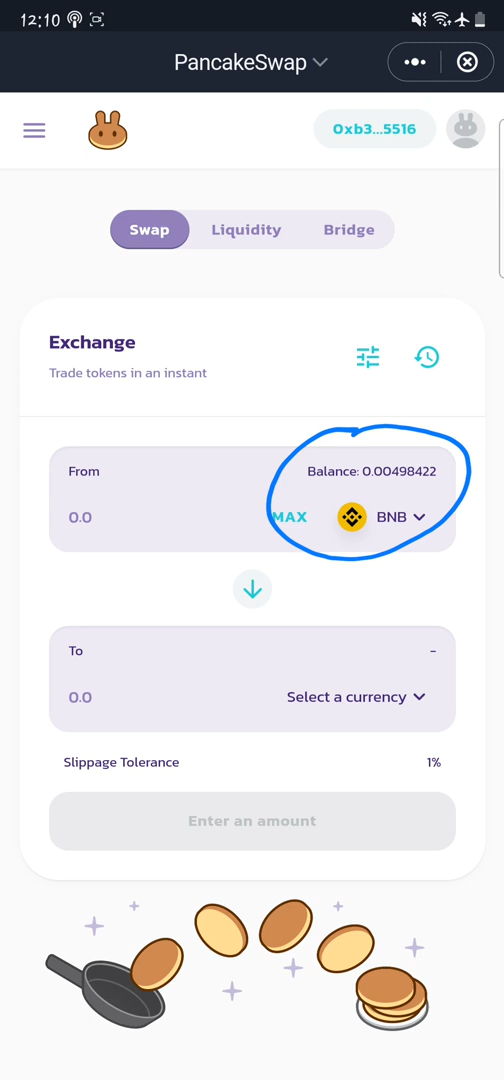 12:10
PancakeSwap
0xb3...5516
Swap Liquidity Bridge
Exchange
Trade tokens in an instant
From Balance: 0.00498422
0.0 MAX BNB
To -
0.0 Select a currency
Slippage Tolerance 1%
Enter an amount